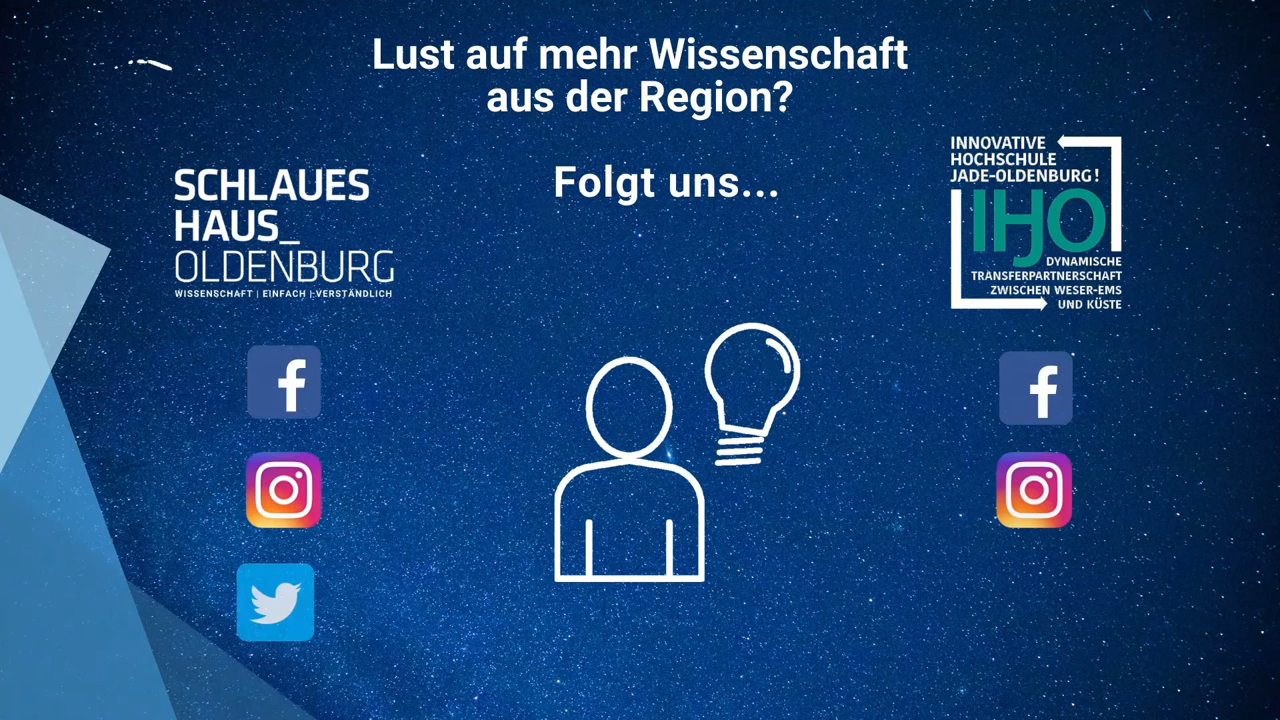 Lust auf mehr Wissenschaft
aus der Region?
Folgt uns...
SCHLAUES
HAUS_
OLDENBURG
WISSENSCHAFT | EINFACH | VERSTÄNDLICH
INNOVATIVE
HOCHSCHULE
JADE-OLDENBURG!
IHJO
DYNAMISCHE
TRANSFERPARTNERSCHAFT
ZWISCHEN WESER-EMS
UND KÜSTE